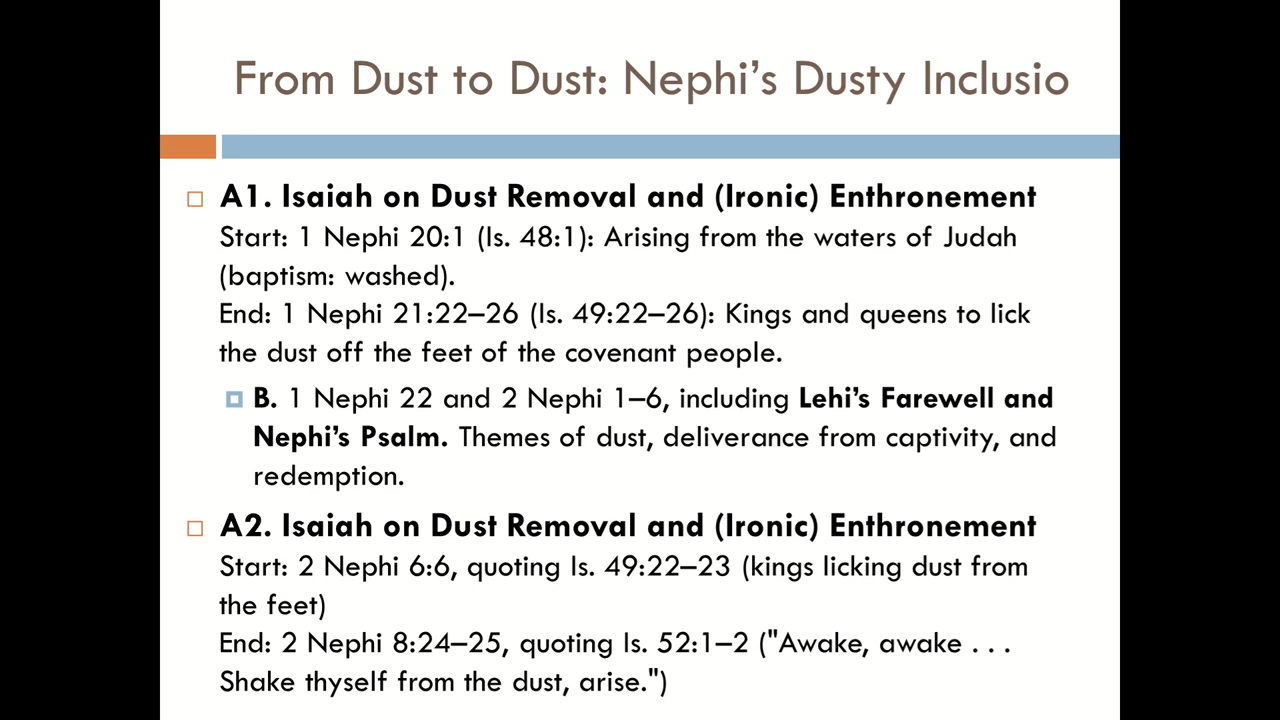 From Dust to Dust: Nephi’s Dusty Inclusio
A1. Isaiah on Dust Removal and (Ironic) Enthronement
Start: 1 Nephi 20:1 (Is. 48:1): Arising from the waters of Judah
(baptism: washed).
End: 1 Nephi 21:22–26 (Is. 49:22–26): Kings and queens to lick
the dust off the feet of the covenant people.
B. 1 Nephi 22 and 2 Nephi 1–6, including Lehi’s Farewell and
Nephi’s Psalm. Themes of dust, deliverance from captivity, and
redemption.
A2. Isaiah on Dust Removal and (Ironic) Enthronement
Start: 2 Nephi 6:6, quoting Is. 49:22–23 (kings licking dust from
the feet)
End: 2 Nephi 8:24–25, quoting Is. 52:1–2 ("Awake, awake . . .
Shake thyself from the dust, arise.")